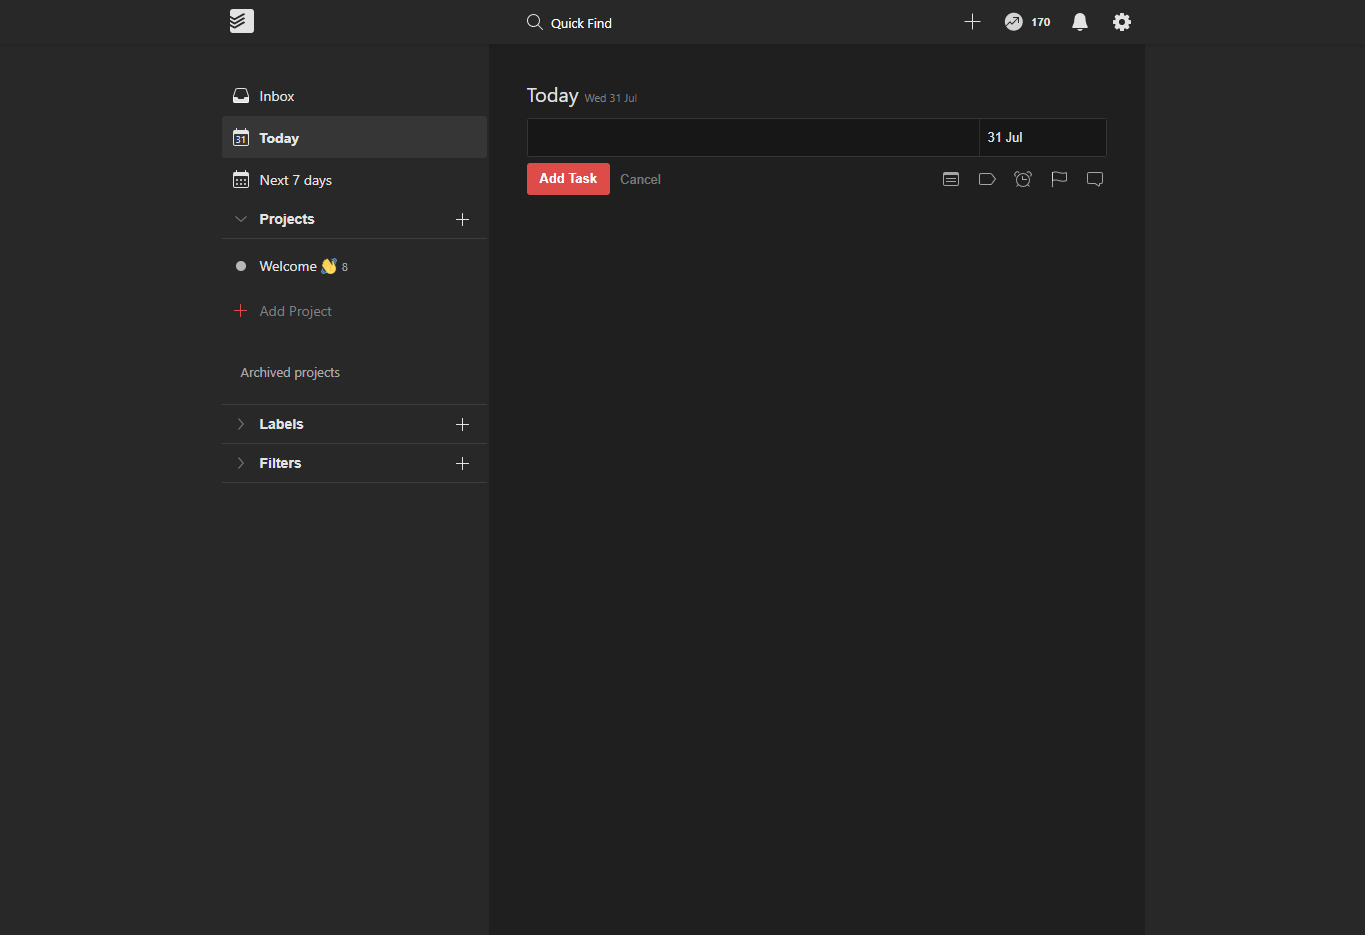 Quick Find
170
Inbox
31 Today
Next 7 days
Projects
Welcome 👋 8
Add Project
Archived projects
Labels
Filters
Today Wed 31 Jul
31 Jul
Add Task Cancel